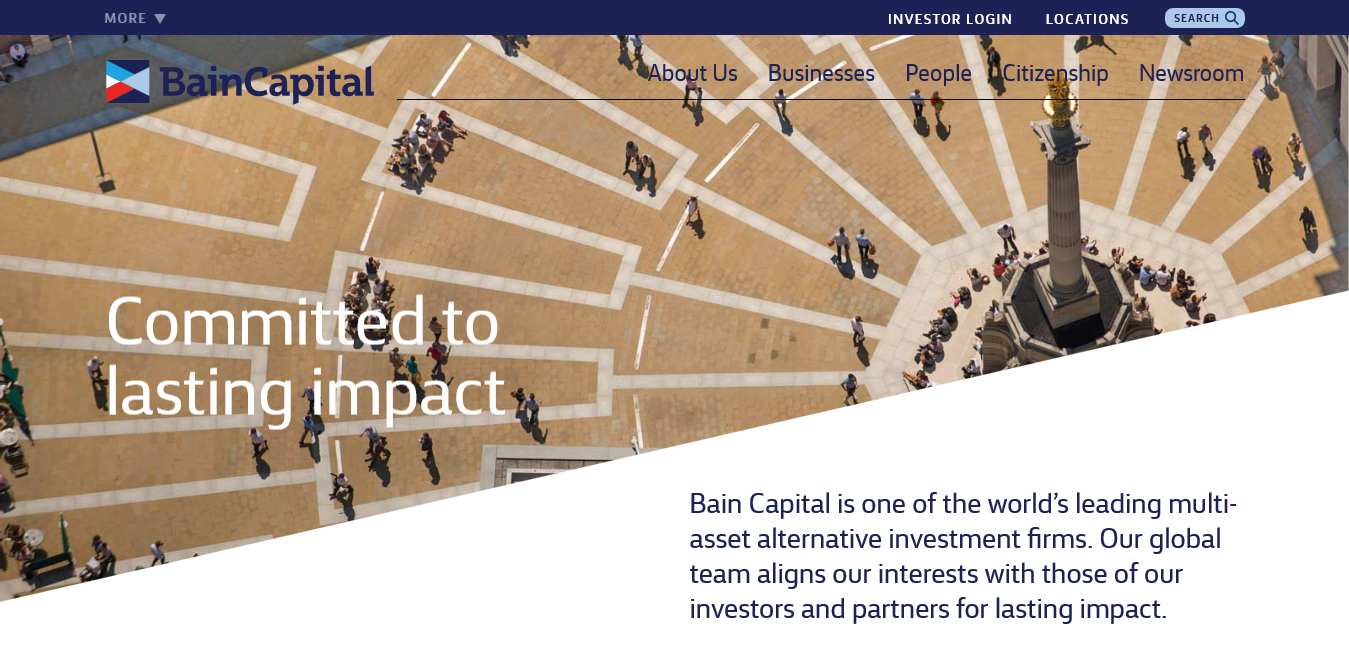 MORE
INVESTOR LOGIN
LOCATIONS
SEARCH
BainCapital
About Us
Businesses
People
Citizenship
Newsroom
Committed to
lasting impact
Bain Capital is one of the world’s leading multi-
asset alternative investment firms. Our global
team aligns our interests with those of our
investors and partners for lasting impact.